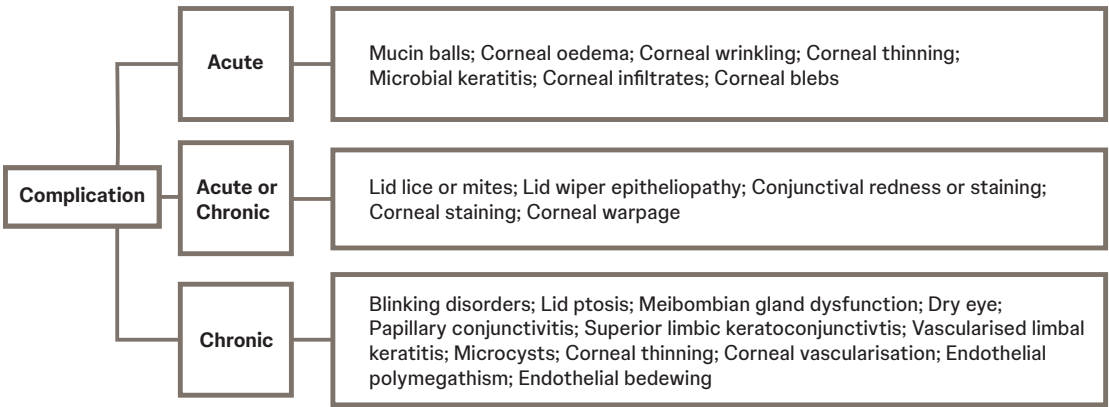 Acute
Mucin balls; Corneal oedema; Corneal wrinkling; Corneal thinning;
Microbial keratitis; Corneal infiltrates; Corneal blebs
Complication
Acute or
Chronic
Lid lice or mites; Lid wiper epitheliopathy; Conjunctival redness or staining;
Corneal staining; Corneal warpage
Chronic
Blinking disorders; Lid ptosis; Meibombian gland dysfunction; Dry eye;
Papillary conjunctivitis; Superior limbic keratoconjunctivtis; Vascularised limbal
keratitis; Microcysts; Corneal thinning; Corneal vascularisation; Endothelial
polymegathism; Endothelial bedewing